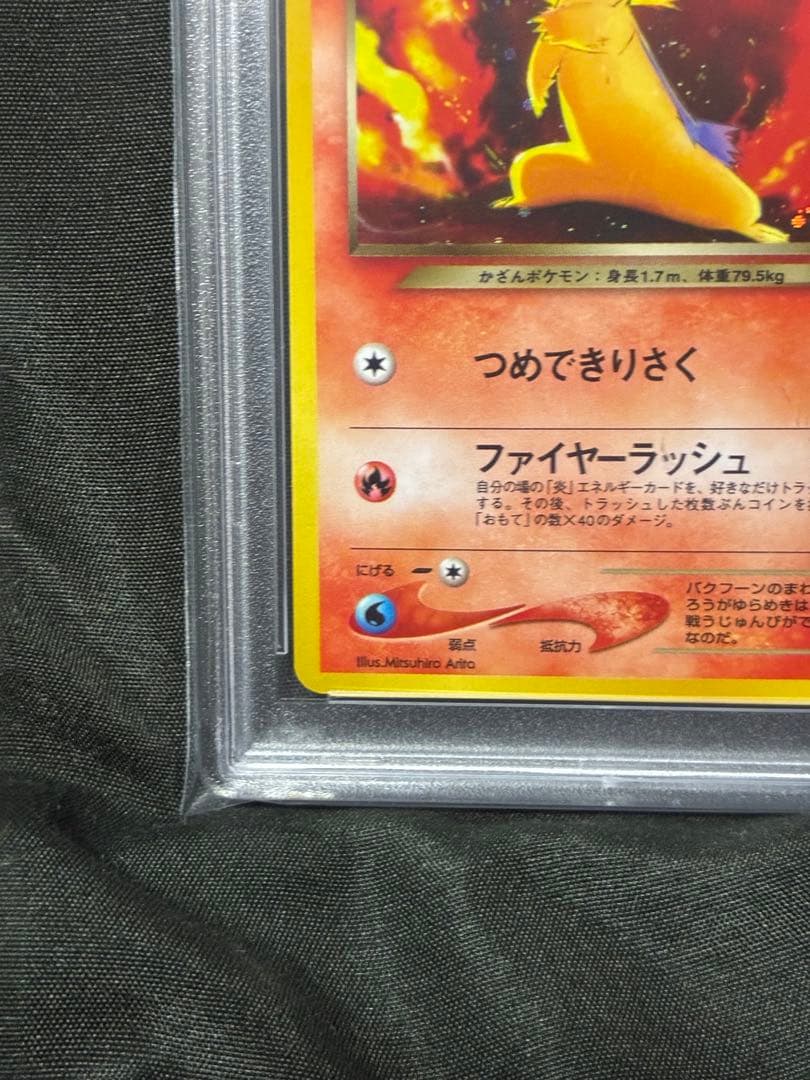 かざんポケモン：身長1.7m、体重79.5kg
つめできりさく
ファイヤーラッシュ
自分の場の「炎」エネルギーカードを、好きなだけトラッ
する。その後、トラッシュした枚数ぶんコインを
「おもて」の数×40のダメージ。
にげる
バクフーンのまわ
ろうがゆらめきは
戦うじゅんびがで
なのだ。
弱点 抵抗力
Illus.Mitsuhiro Arita